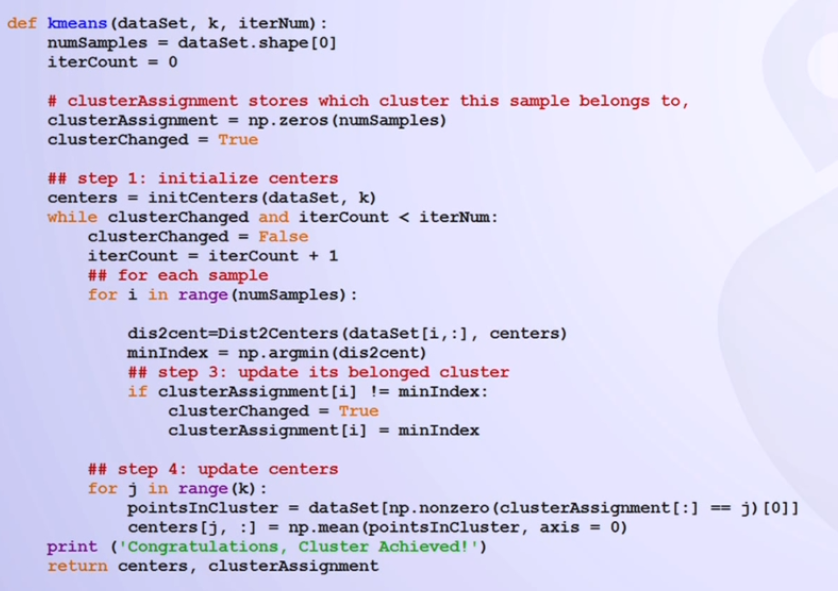 def kmeans(dataSet, k, iterNum):
    numSamples = dataSet.shape[0]
    iterCount = 0

    # clusterAssignment stores which cluster this sample belongs to,
    clusterAssignment = np.zeros(numSamples)
    clusterChanged = True

    ## step 1: initialize centers
    centers = initCenters(dataSet, k)
    while clusterChanged and iterCount < iterNum:
        clusterChanged = False
        iterCount = iterCount + 1
        ## for each sample
        for i in range(numSamples):

            dis2cent=Dist2Centers(dataSet[i,:], centers)
            minIndex = np.argmin(dis2cent)
            ## step 3: update its belonged cluster
            if clusterAssignment[i] != minIndex:
                clusterChanged = True
                clusterAssignment[i] = minIndex

        ## step 4: update centers
        for j in range(k):
            pointsInCluster = dataSet[np.nonzero(clusterAssignment[:] == j)[0]]
            centers[j, :] = np.mean(pointsInCluster, axis = 0)
    print ('Congratulations, Cluster Achieved!')
    return centers, clusterAssignment